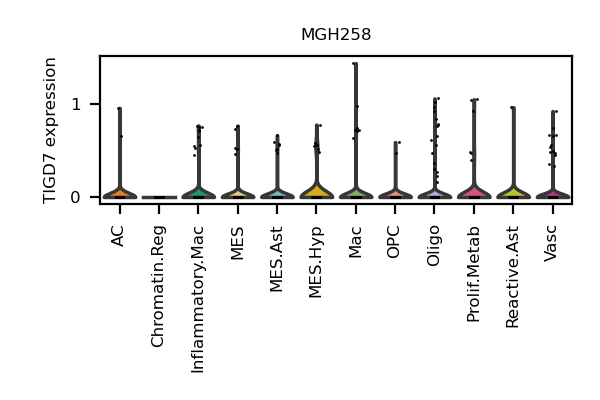 MGH258
TIGD7 expression
1
0
AC
Chromatin.Reg
Inflammatory.Mac
MES
MES.Ast
MES.Hyp
Mac
OPC
Oligo
Prolif.Metab
Reactive.Ast
Vasc